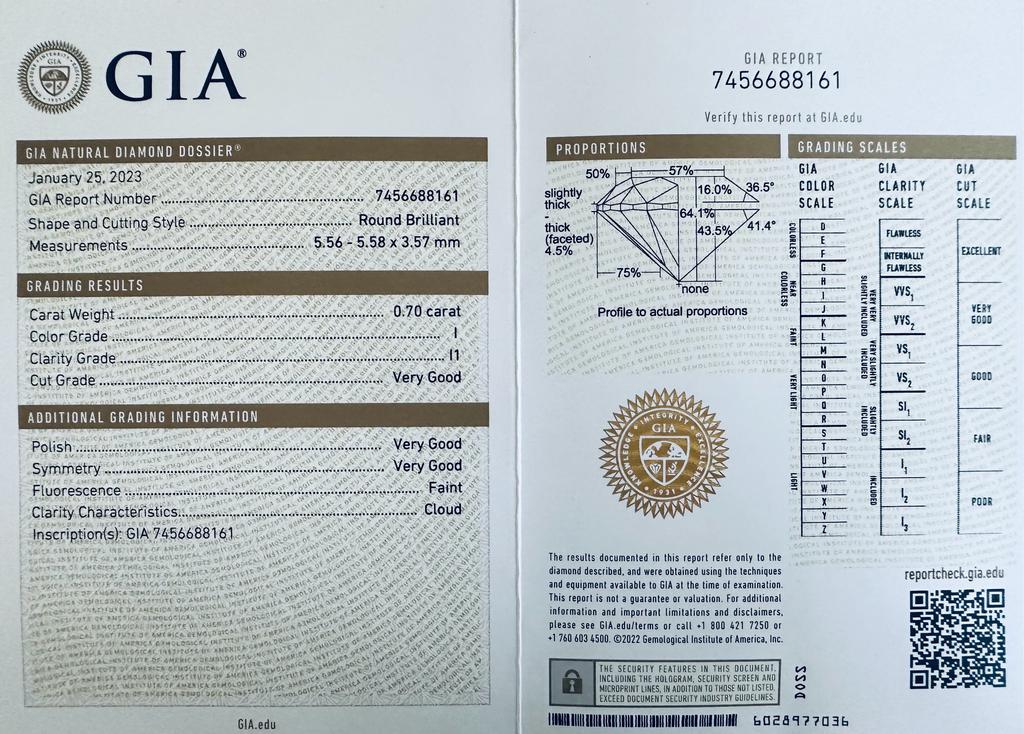 GIA®
GIA NATURAL DIAMOND DOSSIER®
January 25, 2023
GIA Report Number 7456688161
Shape and Cutting Style Round Brilliant
Measurements 5.56 - 5.58 x 3.57 mm
GRADING RESULTS
Carat Weight 0.70 carat
Color Grade I
Clarity Grade I1
Cut Grade Very Good
ADDITIONAL GRADING INFORMATION
Polish Very Good
Symmetry Very Good
Fluorescence Faint
Clarity Characteristics Cloud
Inscription(s): GIA 7456688161
GIA.edu
GIA REPORT
7456688161
Verify this report at GIA.edu
PROPORTIONS
50%
57%
slightly
thick
-
thick
(faceted)
4.5%
16.0%
36.5°
64.1%
43.5%
41.4°
75%
none
Profile to actual proportions
INTEGRITY
EXCELLENCE
KNOWLEDGE
GIA
1931
The results documented in this report refer only to the
diamond described, and were obtained using the techniques
and equipment available to GIA at the time of examination.
This report is not a guarantee or valuation. For additional
information and important limitations and disclaimers,
please see GIA.edu/terms or call +1 800 421 7250 or
+1 760 603 4500. ©2022 Gemological Institute of America, Inc.
THE SECURITY FEATURES IN THIS DOCUMENT,
INCLUDING THE HOLOGRAM, SECURITY SCREEN AND
MICROPRINT LINES, IN ADDITION TO THOSE NOT LISTED,
EXCEED DOCUMENT SECURITY INDUSTRY GUIDELINES.
6028977036
GRADING SCALES
GIA
COLOR
SCALE
COLORLESS
D
E
F
NEAR
COLORLESS
G
H
I
J
FAINT
K
L
M
VERY LIGHT
N
O
P
Q
R
LIGHT
S
T
U
V
W
X
Y
Z
GIA
CLARITY
SCALE
FLAWLESS
INTERNALLY
FLAWLESS
VERY VERY
SLIGHTLY INCLUDED
VVS1
VVS2
VERY SLIGHTLY
INCLUDED
VS1
VS2
SLIGHTLY
INCLUDED
SI1
SI2
INCLUDED
I1
I2
I3
GIA
CUT
SCALE
EXCELLENT
VERY
GOOD
GOOD
FAIR
POOR
reportcheck.gia.edu